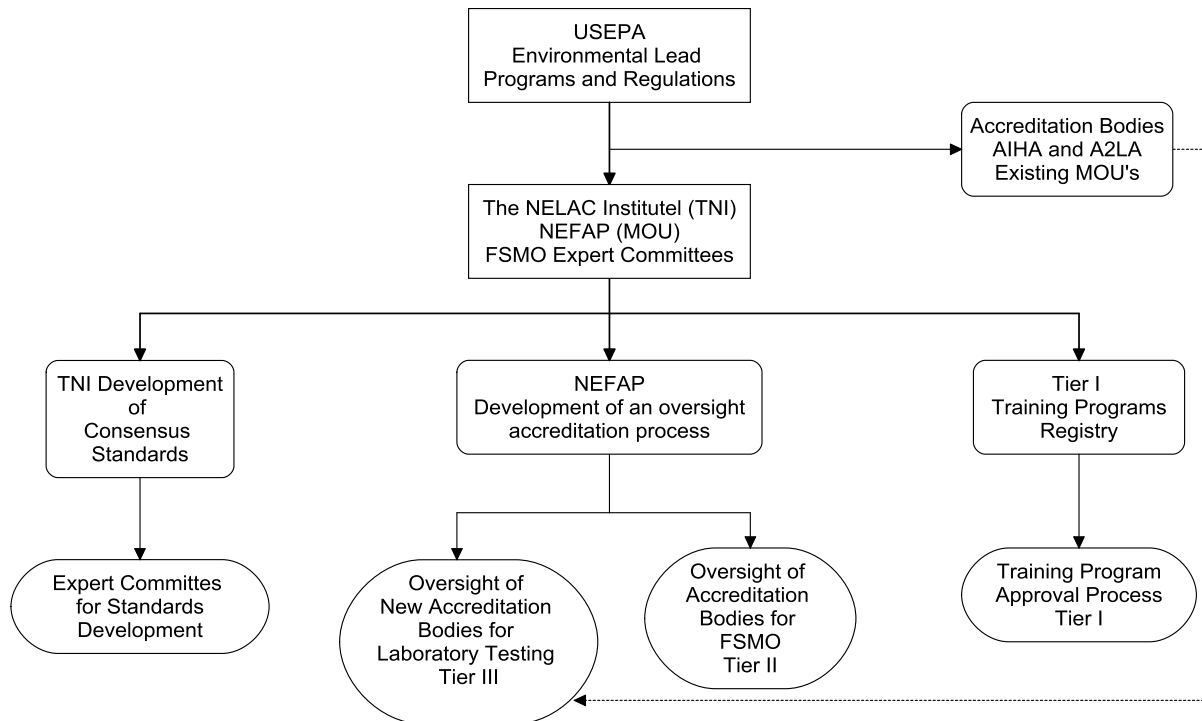 USEPA
Environmental Lead
Programs and Regulations
Accreditation Bodies
AIHA and A2LA
Existing MOU's
The NELAC Institutel (TNI)
NEFAP (MOU)
FSMO Expert Committees
TNI Development
of
Consensus
Standards
NEFAP
Development of an oversight
accreditation process
Tier I
Training Programs
Registry
Expert Committes
for Standards
Development
Oversight of
New Accreditation
Bodies for
Laboratory Testing
Tier III
Oversight of
Accreditation
Bodies for
FSMO
Tier II
Training Program
Approval Process
Tier I